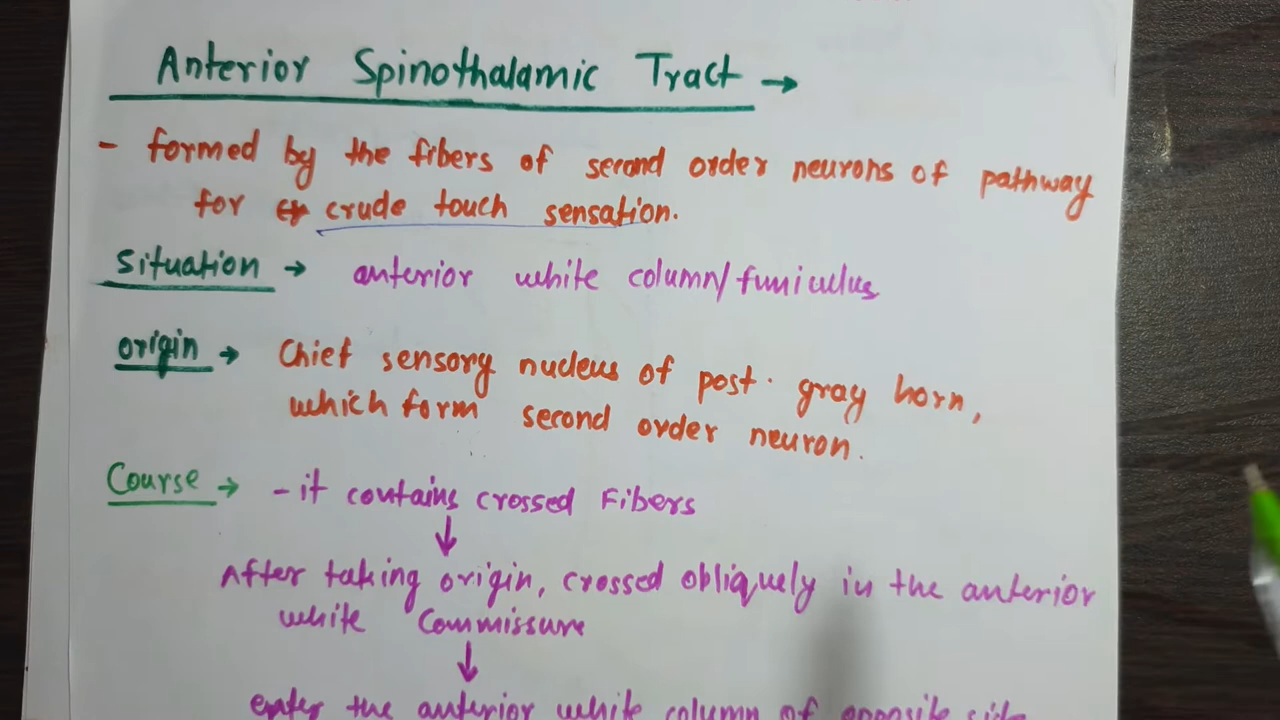 Anterior Spinothalamic Tract →
- formed by the fibers of second order neurons of pathway
for crude touch sensation.
Situation → anterior white column/funiculus
origin → Chief sensory nucleus of post. gray horn,
which form second order neuron.
Course → - it contains crossed Fibers
↓
After taking origin, crossed obliquely in the anterior
white Commissure
↓
enter the anterior white column of opposite side